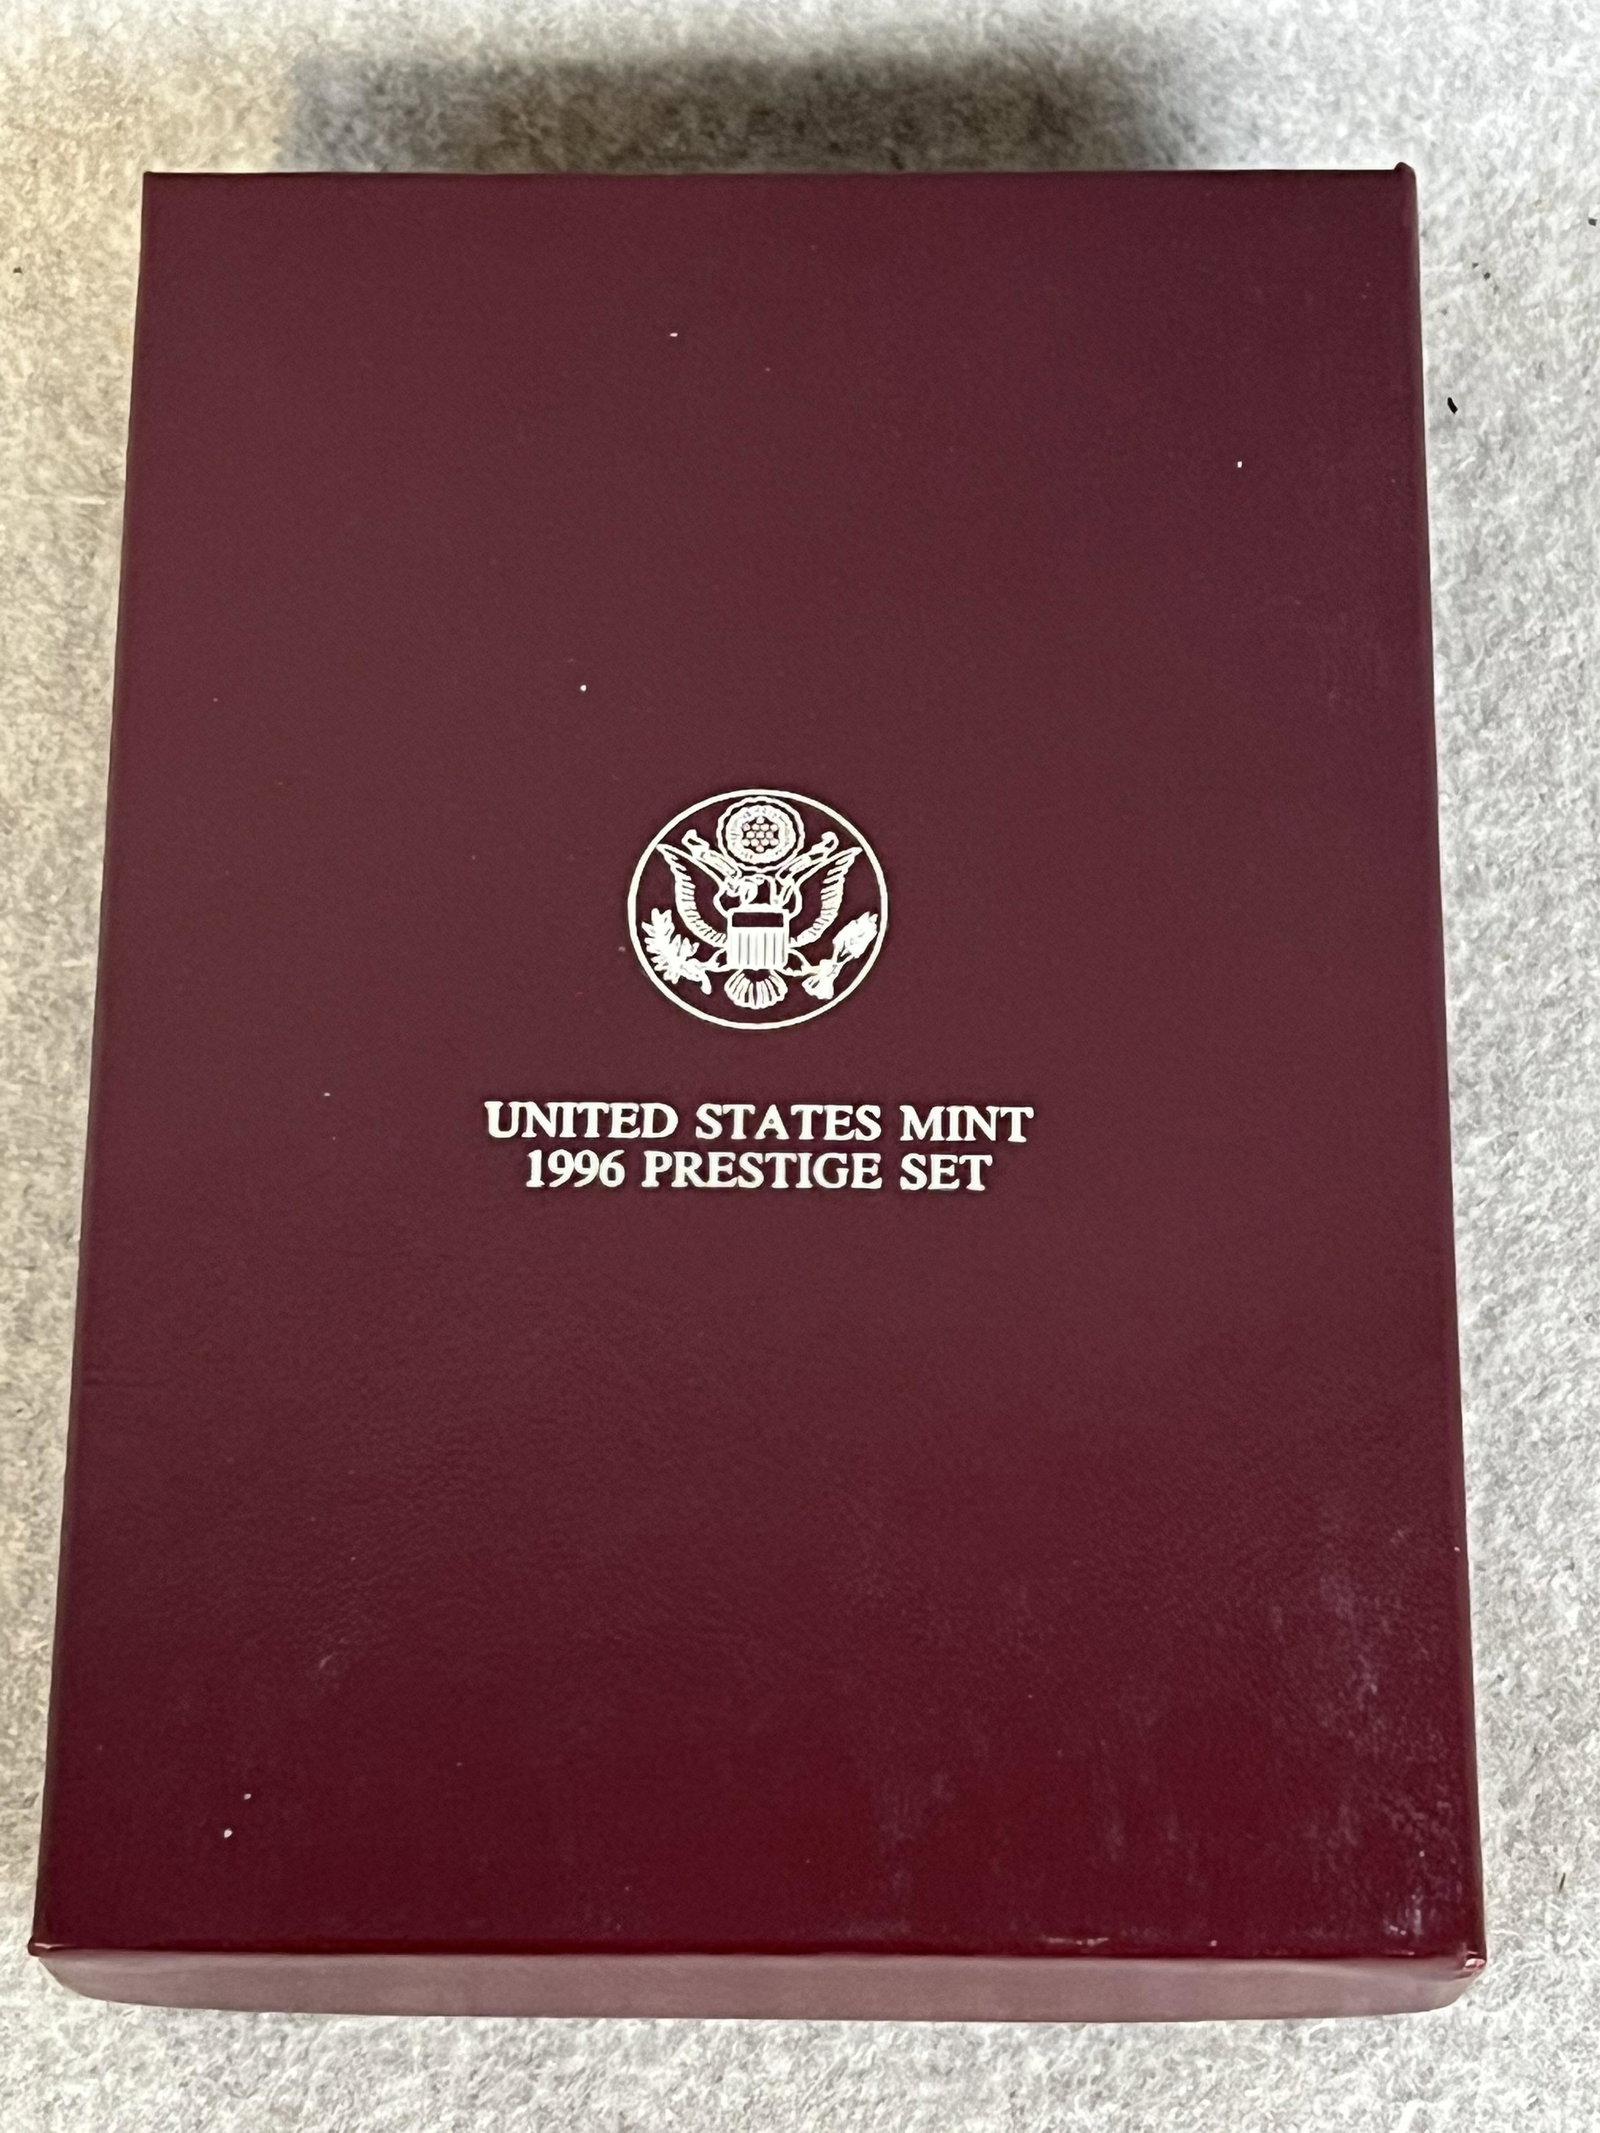 UNITED STATES MINT
1996 PRESTIGE SET